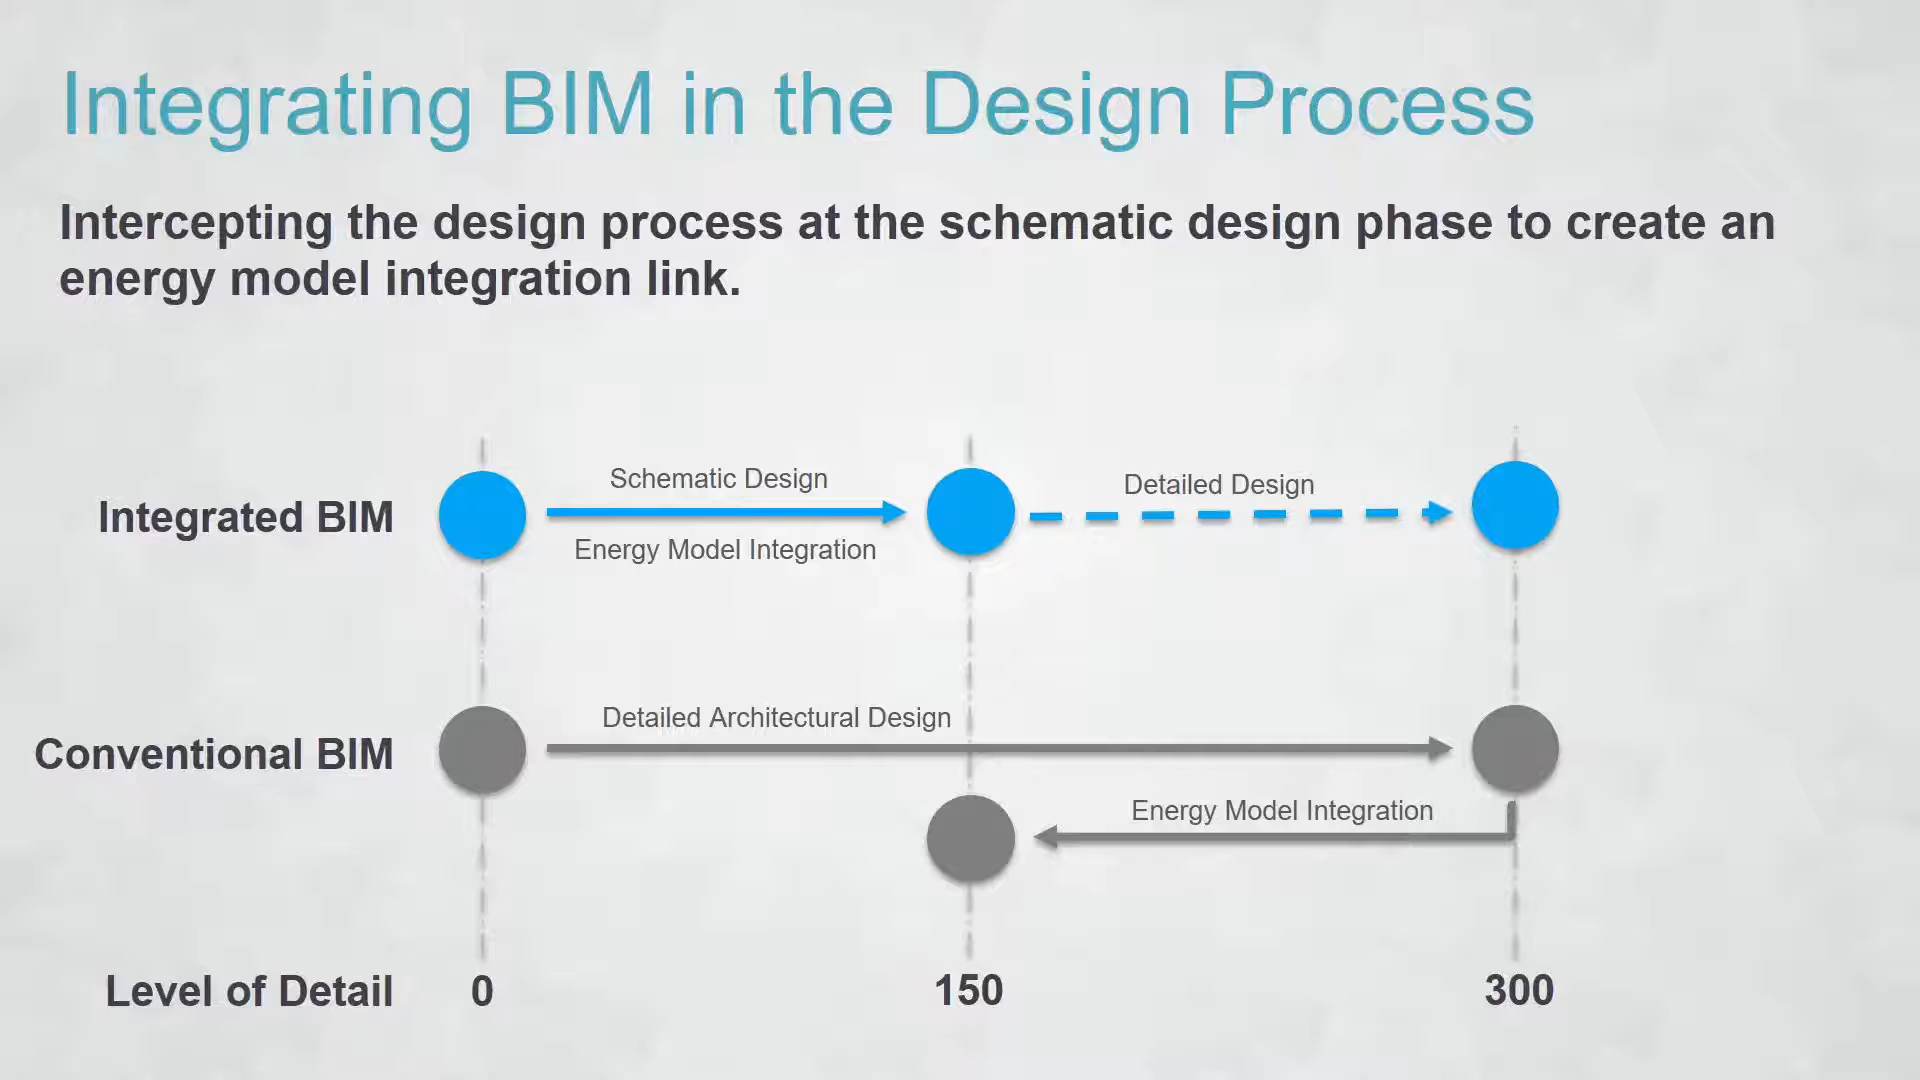 Integrating BIM in the Design Process
Intercepting the design process at the schematic design phase to create an
energy model integration link.
Schematic Design
Detailed Design
Integrated BIM
Energy Model Integration
Detailed Architectural Design
Conventional BIM
Energy Model Integration
Level of Detail 0 150 300